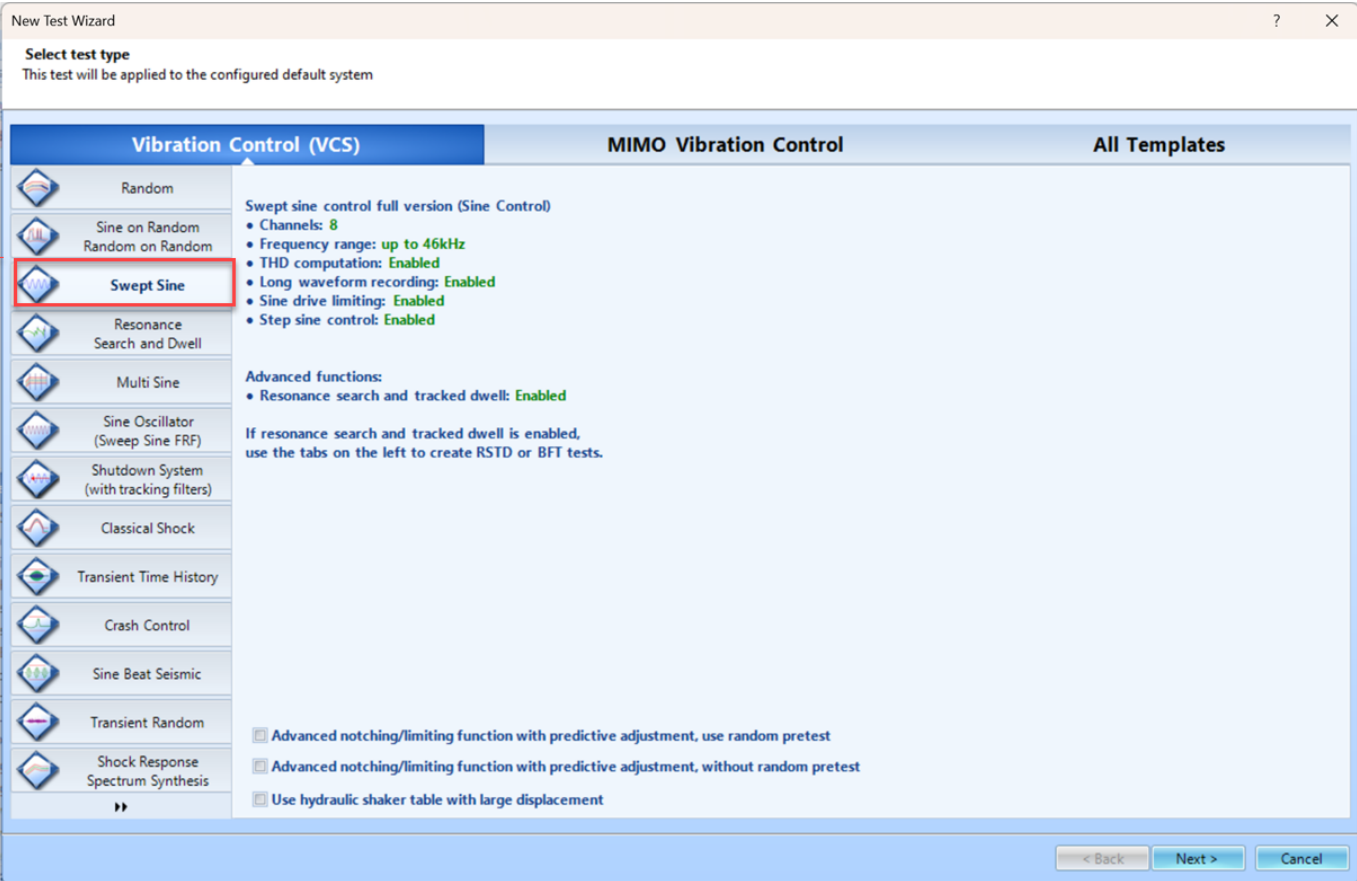 New Test Wizard
?
Select test type
This test will be applied to the configured default system
Vibration Control (VCS)
MIMO Vibration Control
All Templates
Random
Sine on Random
Random on Random
Swept Sine
Resonance
Search and Dwell
Multi Sine
Sine Oscillator
(Sweep Sine FRF)
Shutdown System
(with tracking filters)
Classical Shock
Transient Time History
Crash Control
Sine Beat Seismic
Transient Random
Shock Response
Spectrum Synthesis
Swept sine control full version (Sine Control)
• Channels: 8
• Frequency range: up to 46kHz
• THD computation: Enabled
• Long waveform recording: Enabled
• Sine drive limiting: Enabled
• Step sine control: Enabled
Advanced functions:
• Resonance search and tracked dwell: Enabled
If resonance search and tracked dwell is enabled,
use the tabs on the left to create RSTD or BFT tests.
Advanced notching/limiting function with predictive adjustment, use random pretest
Advanced notching/limiting function with predictive adjustment, without random pretest
Use hydraulic shaker table with large displacement
< Back
Next >
Cancel